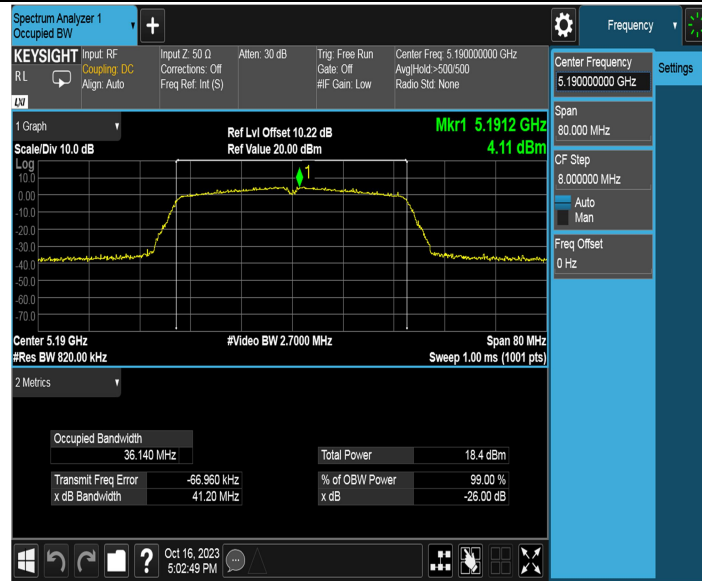 Spectrum Analyzer 1
Occupied BW
+
Frequency
KEYSIGHT
RL
LXI
Input: RF
Coupling: DC
Align: Auto
Input Z: 50 Ω
Corrections: Off
Freq Ref: Int (S)
Atten: 30 dB
Trig: Free Run
Gate: Off
#IF Gain: Low
Center Freq: 5.190000000 GHz
Avg|Hold:>500/500
Radio Std: None
Center Frequency
5.190000000 GHz
Settings
Span
80.000 MHz
CF Step
8.000000 MHz
Auto
Man
Freq Offset
0 Hz
1 Graph
Scale/Div 10.0 dB
Ref Lvl Offset 10.22 dB
Ref Value 20.00 dBm
Mkr1 5.1912 GHz
4.11 dBm
Log
10.0
0.00
-10.0
-20.0
-30.0
-40.0
-50.0
-60.0
-70.0
1
Center 5.19 GHz
#Res BW 820.00 kHz
#Video BW 2.7000 MHz
Span 80 MHz
Sweep 1.00 ms (1001 pts)
2 Metrics
Occupied Bandwidth
36.140 MHz
Total Power 18.4 dBm
Transmit Freq Error -66.960 kHz
% of OBW Power 99.00 %
x dB Bandwidth 41.20 MHz
x dB -26.00 dB
?
Oct 16, 2023
5:02:49 PM